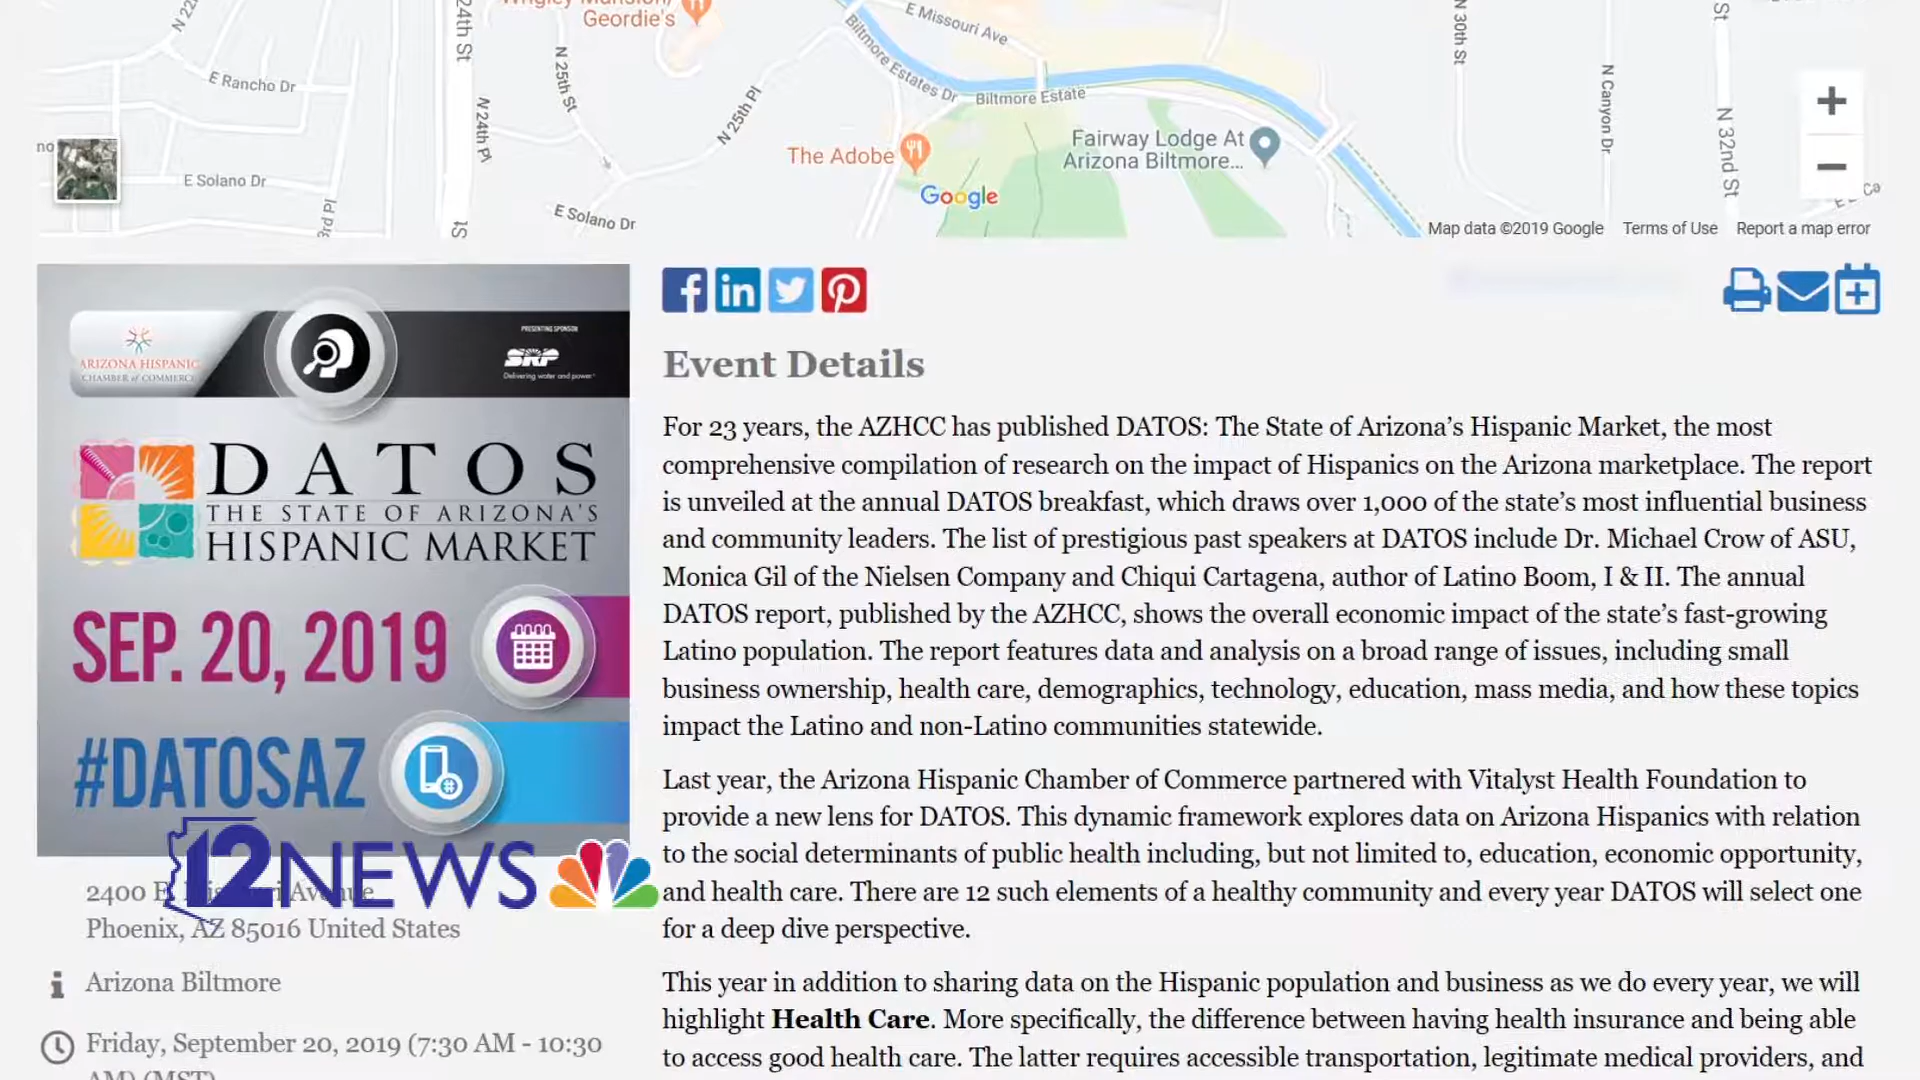 Wrigley Mansion/
Geordie's
N 22
24th St
N 25th St
N24th Pl
E Rancho Dr
E Solano Dr
E Solano Dr
3rd Pl
St
N 25th Pl
Biltmore Estates Dr
E Missouri Ave
Biltmore Estate
The Adobe
Google
Fairway Lodge At
Arizona Biltmore...
N 30th St
N Canyon Dr
St
N 32nd St
+
−
no
Ca
Map data ©2019 Google Terms of Use Report a map error
ARIZONA HISPANIC
CHAMBER of COMMERCE
PRESENTING SPONSOR
SRP
Delivering water and power
DATOS
THE STATE OF ARIZONA'S
HISPANIC MARKET
SEP. 20, 2019
#DATOSAZ
12NEWS
2400 E
Phoenix, AZ 85016 United States
Arizona Biltmore
Friday, September 20, 2019 (7:30 AM - 10:30
AM) (MST)
Event Details
For 23 years, the AZHCC has published DATOS: The State of Arizona’s Hispanic Market, the most
comprehensive compilation of research on the impact of Hispanics on the Arizona marketplace. The report
is unveiled at the annual DATOS breakfast, which draws over 1,000 of the state’s most influential business
and community leaders. The list of prestigious past speakers at DATOS include Dr. Michael Crow of ASU,
Monica Gil of the Nielsen Company and Chiqui Cartagena, author of Latino Boom, I & II. The annual
DATOS report, published by the AZHCC, shows the overall economic impact of the state’s fast-growing
Latino population. The report features data and analysis on a broad range of issues, including small
business ownership, health care, demographics, technology, education, mass media, and how these topics
impact the Latino and non-Latino communities statewide.
Last year, the Arizona Hispanic Chamber of Commerce partnered with Vitalyst Health Foundation to
provide a new lens for DATOS. This dynamic framework explores data on Arizona Hispanics with relation
to the social determinants of public health including, but not limited to, education, economic opportunity,
and health care. There are 12 such elements of a healthy community and every year DATOS will select one
for a deep dive perspective.
This year in addition to sharing data on the Hispanic population and business as we do every year, we will
highlight Health Care. More specifically, the difference between having health insurance and being able
to access good health care. The latter requires accessible transportation, legitimate medical providers, and